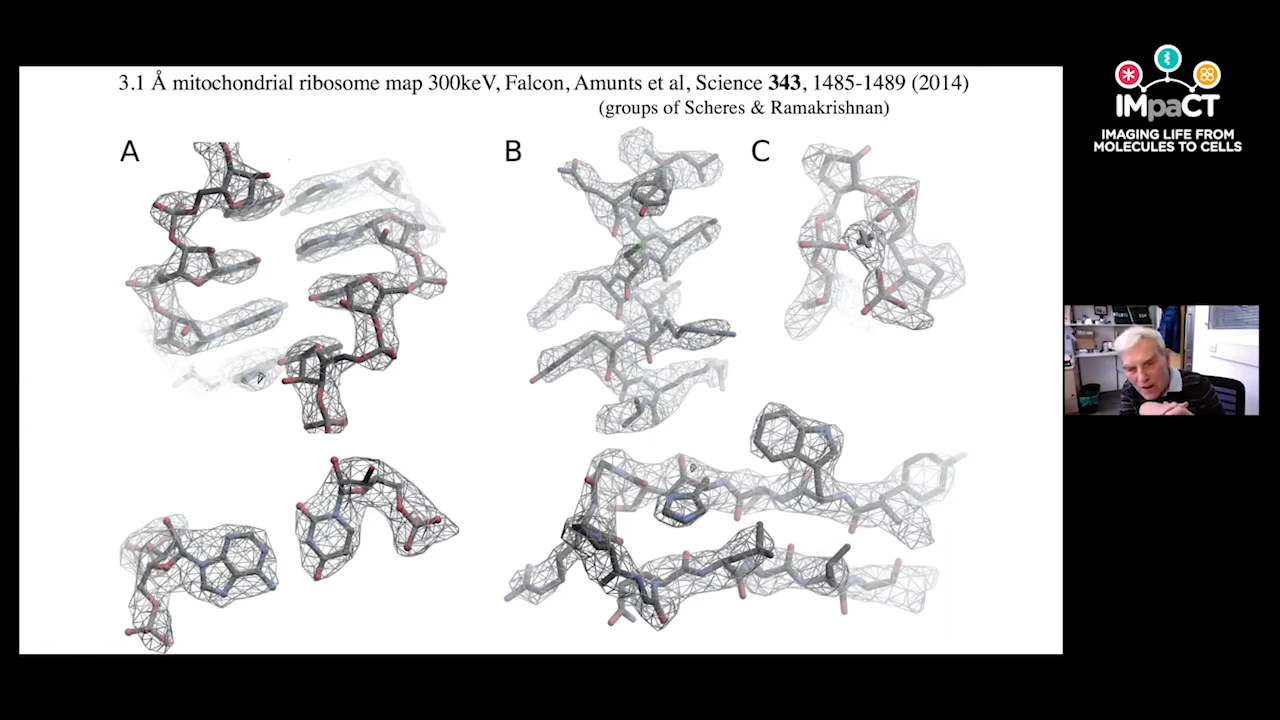 3.1 Å mitochondrial ribosome map 300keV, Falcon, Amunts et al, Science 343, 1485-1489 (2014)
(groups of Scheres & Ramakrishnan)
A
B
C
IMpaCT
IMAGING LIFE FROM
MOLECULES TO CELLS